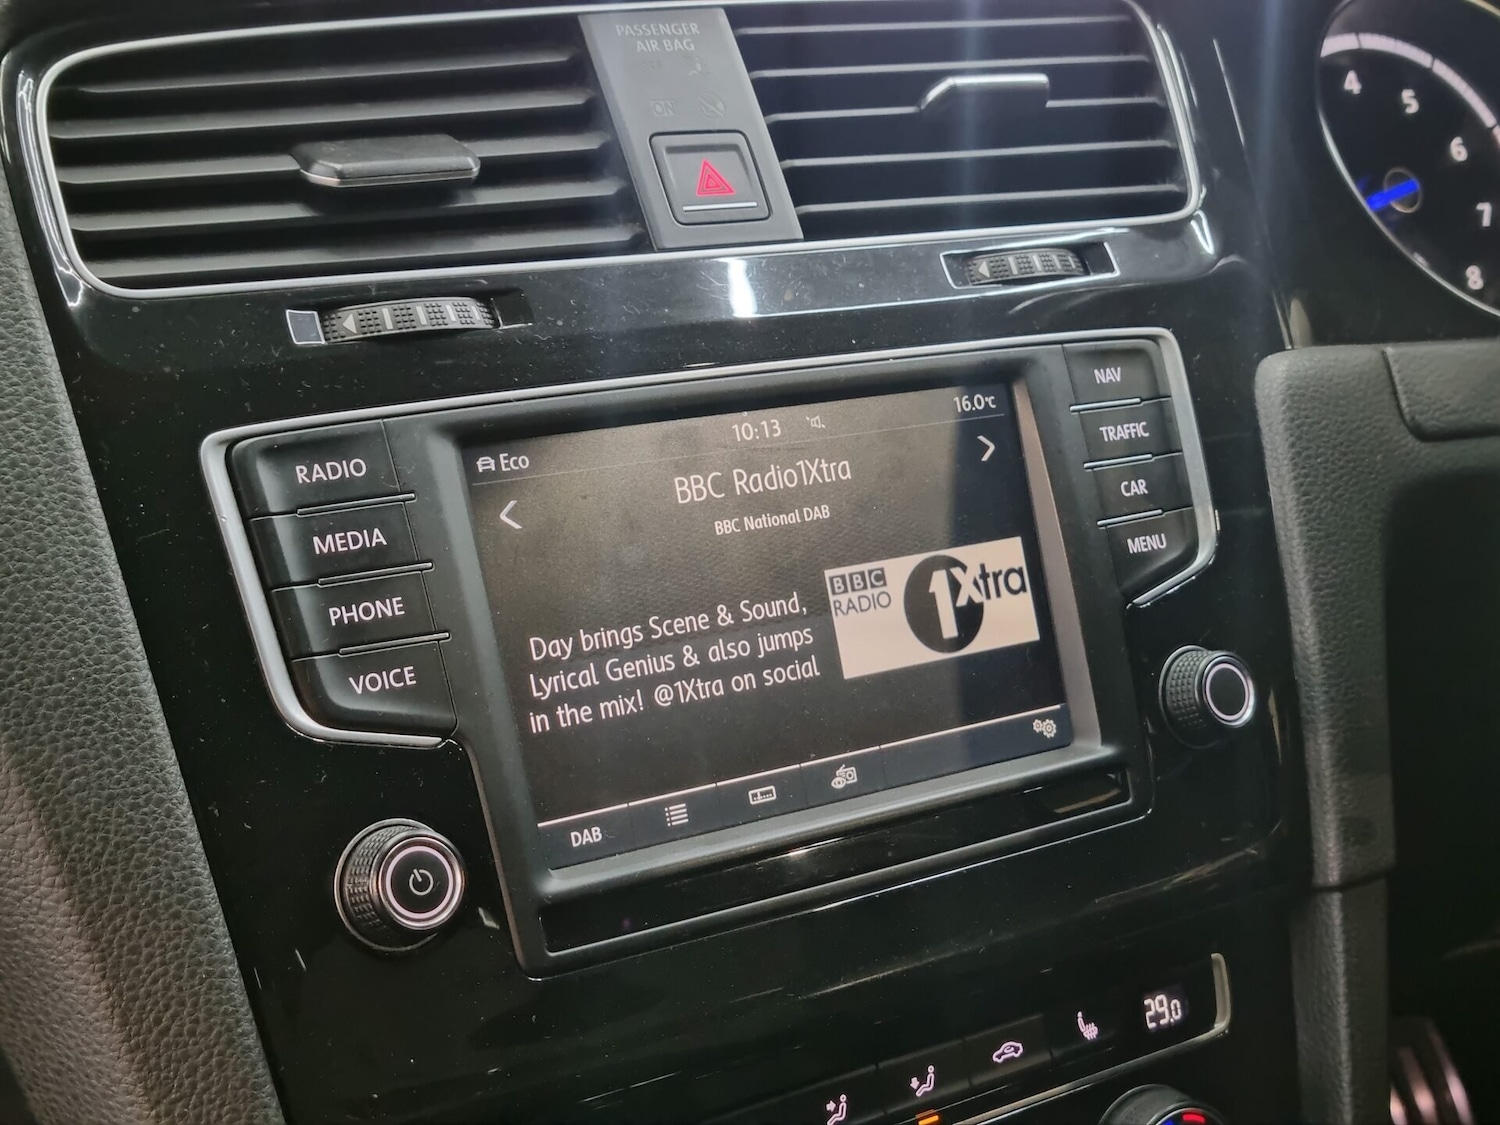 PASSENGER
AIR BAG
OFF
ON
4
5
6
7
8
RADIO
MEDIA
PHONE
VOICE
Eco
10:13
16.0°C
BBC Radio1Xtra
BBC National DAB
Day brings Scene & Sound,
Lyrical Genius & also jumps
in the mix! @1Xtra on social
BBC
RADIO
1Xtra
DAB
NAV
TRAFFIC
CAR
MENU
29.0